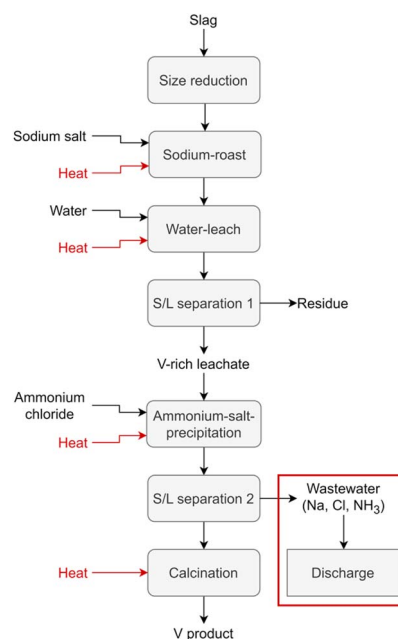 Slag
Size reduction
Sodium salt
Sodium-roast
Heat
Water
Water-leach
Heat
S/L separation 1
Residue
V-rich leachate
Ammonium
chloride
Ammonium-salt-
precipitation
Heat
S/L separation 2
Wastewater
(Na, Cl, NH₃)
Heat
Calcination
Discharge
V product